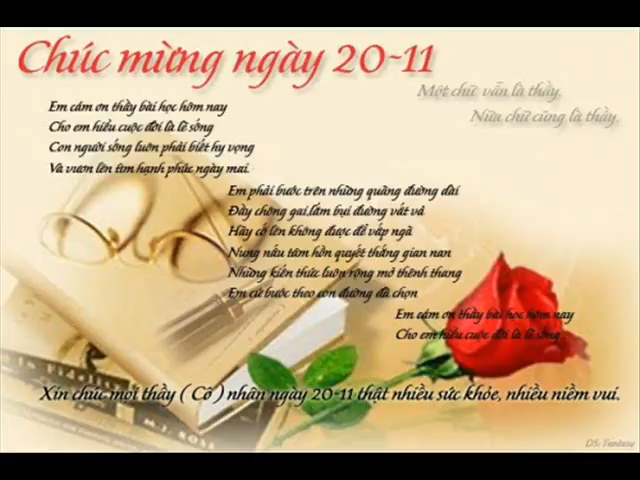 Chúc mừng ngày 20-11
Một chữ vẫn là thầy,
Nửa chữ cũng là thầy,
Em cám ơn thầy bài học hôm nay
Cho em hiểu cuộc đời là lẽ sống
Con người sống luôn phải biết hy vọng
Và vươn lên tìm hạnh phúc ngày mai.
Em phải bước trên những quãng đường dài
Đầy chông gai,lấm bụi đường vất vả
Hãy cố lên không được để vấp ngã
Nung nấu tâm hồn quyết thắng gian nan
Những kiến thức luôn rộng mở thênh thang
Em cứ bước theo con đường đã chọn
Em cám ơn thầy bài học hôm nay
Cho em hiểu cuộc đời là lẽ sống
Xin chúc mọi thầy ( Cô ) nhân ngày 20-11 thật nhiều sức khỏe, nhiều niềm vui.
M. J. ROSE
DS: Fantasy